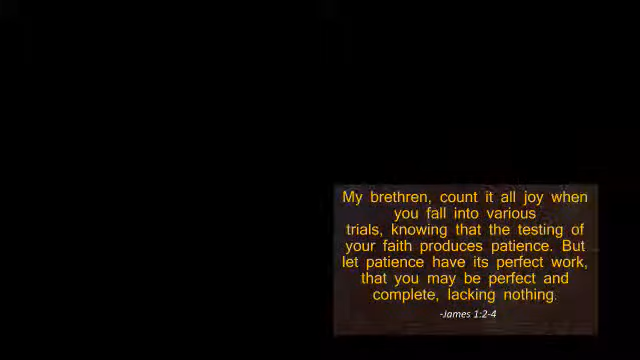 My brethren, count it all joy when
you fall into various
trials, knowing that the testing of
your faith produces patience. But
let patience have its perfect work,
that you may be perfect and
complete, lacking nothing.
-James 1:2-4